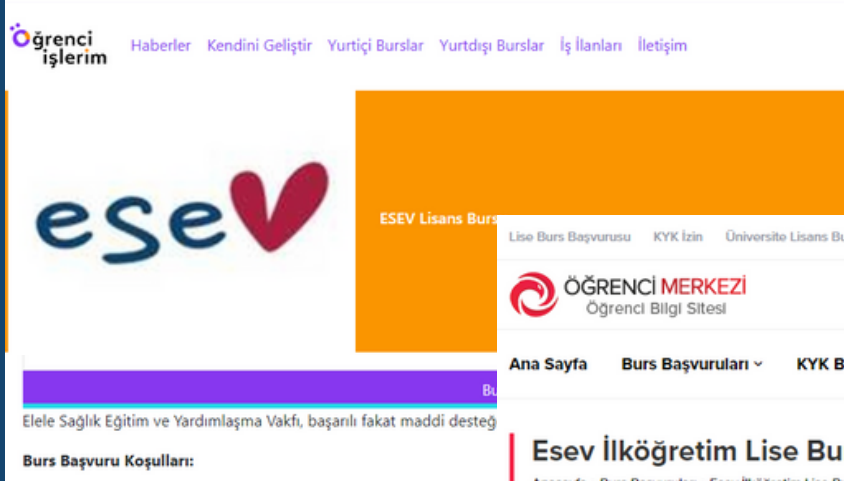 Öğrenci
işlerim
Haberler Kendini Geliştir Yurtiçi Burslar Yurtdışı Burslar İş İlanları İletişim
esev
ESEV Lisans Burs
Elele Sağlık Eğitim ve Yardımlaşma Vakfı, başarılı fakat maddi desteğ
Burs Başvuru Koşulları:
Lise Burs Başvurusu KYK İzin Üniversite Lisans Bu
ÖĞRENCİ MERKEZİ
Öğrenci Bilgi Sitesi
Ana Sayfa Burs Başvuruları KYK B
Esev İlköğretim Lise Bu